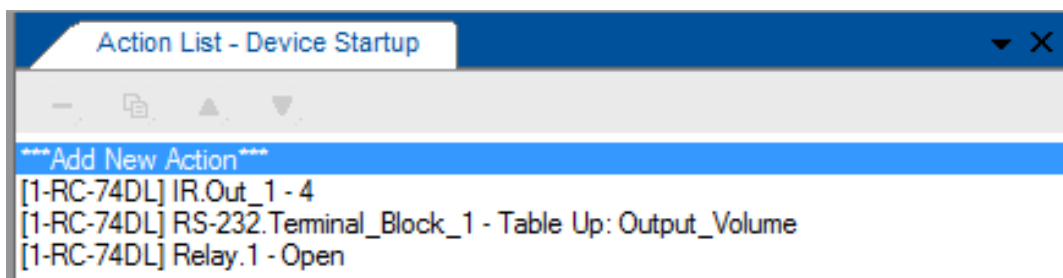 Action List - Device Startup
***Add New Action***
[1-RC-74DL] IR.Out_1 - 4
[1-RC-74DL] RS-232.Terminal_Block_1 - Table Up: Output_Volume
[1-RC-74DL] Relay.1 - Open